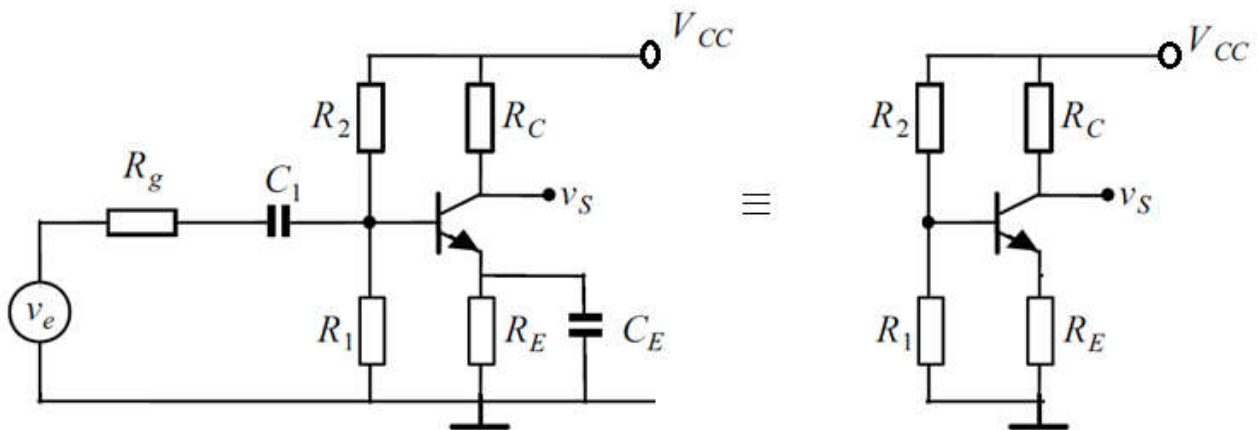 V_CC
R_2
R_C
R_g
C_1
v_S
v_e
R_1
R_E
C_E
≡
V_CC
R_2
R_C
v_S
R_1
R_E